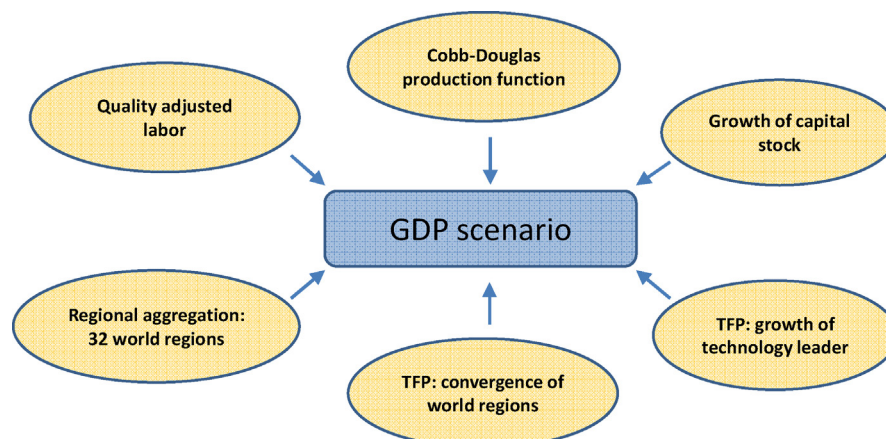 Cobb-Douglas
production function
Quality adjusted
labor
Growth of capital
stock
GDP scenario
Regional aggregation:
32 world regions
TFP: growth of
technology leader
TFP: convergence of
world regions